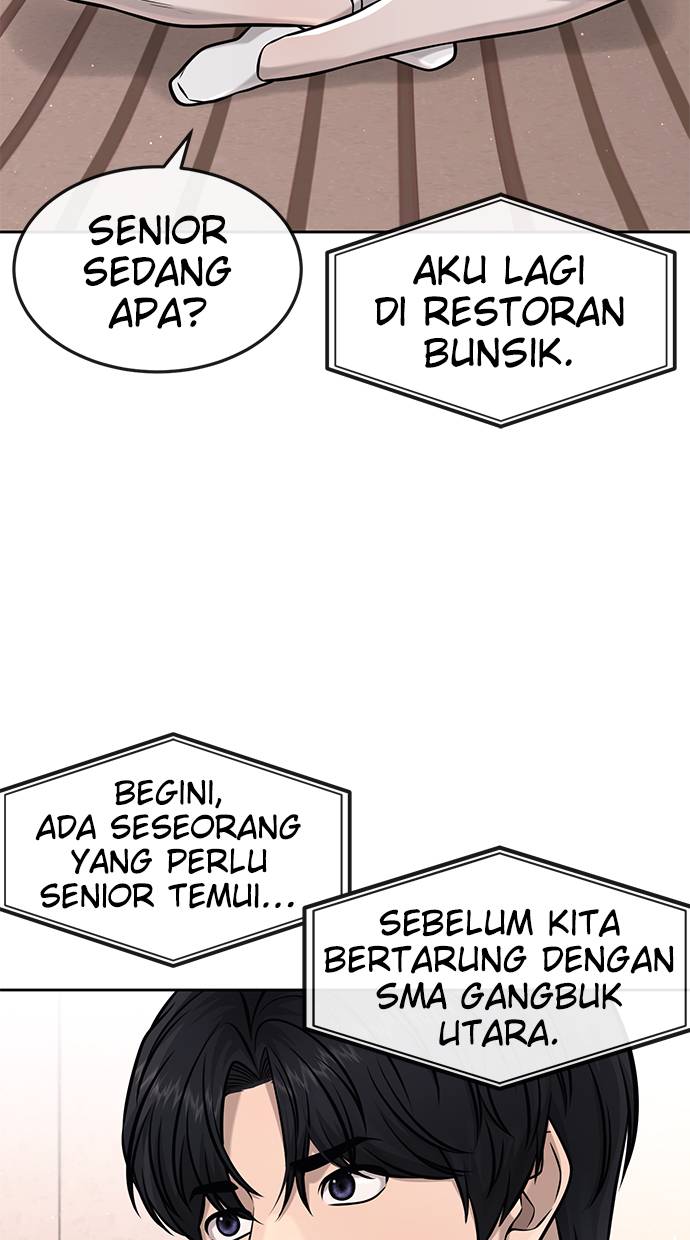 SENIOR
SEDANG
APA?
AKU LAGI
DI RESTORAN
BUNSIK.
BEGINI,
ADA SESEORANG
YANG PERLU
SENIOR TEMUI...
SEBELUM KITA
BERTARUNG DENGAN
SMA GANGBUK
UTARA.